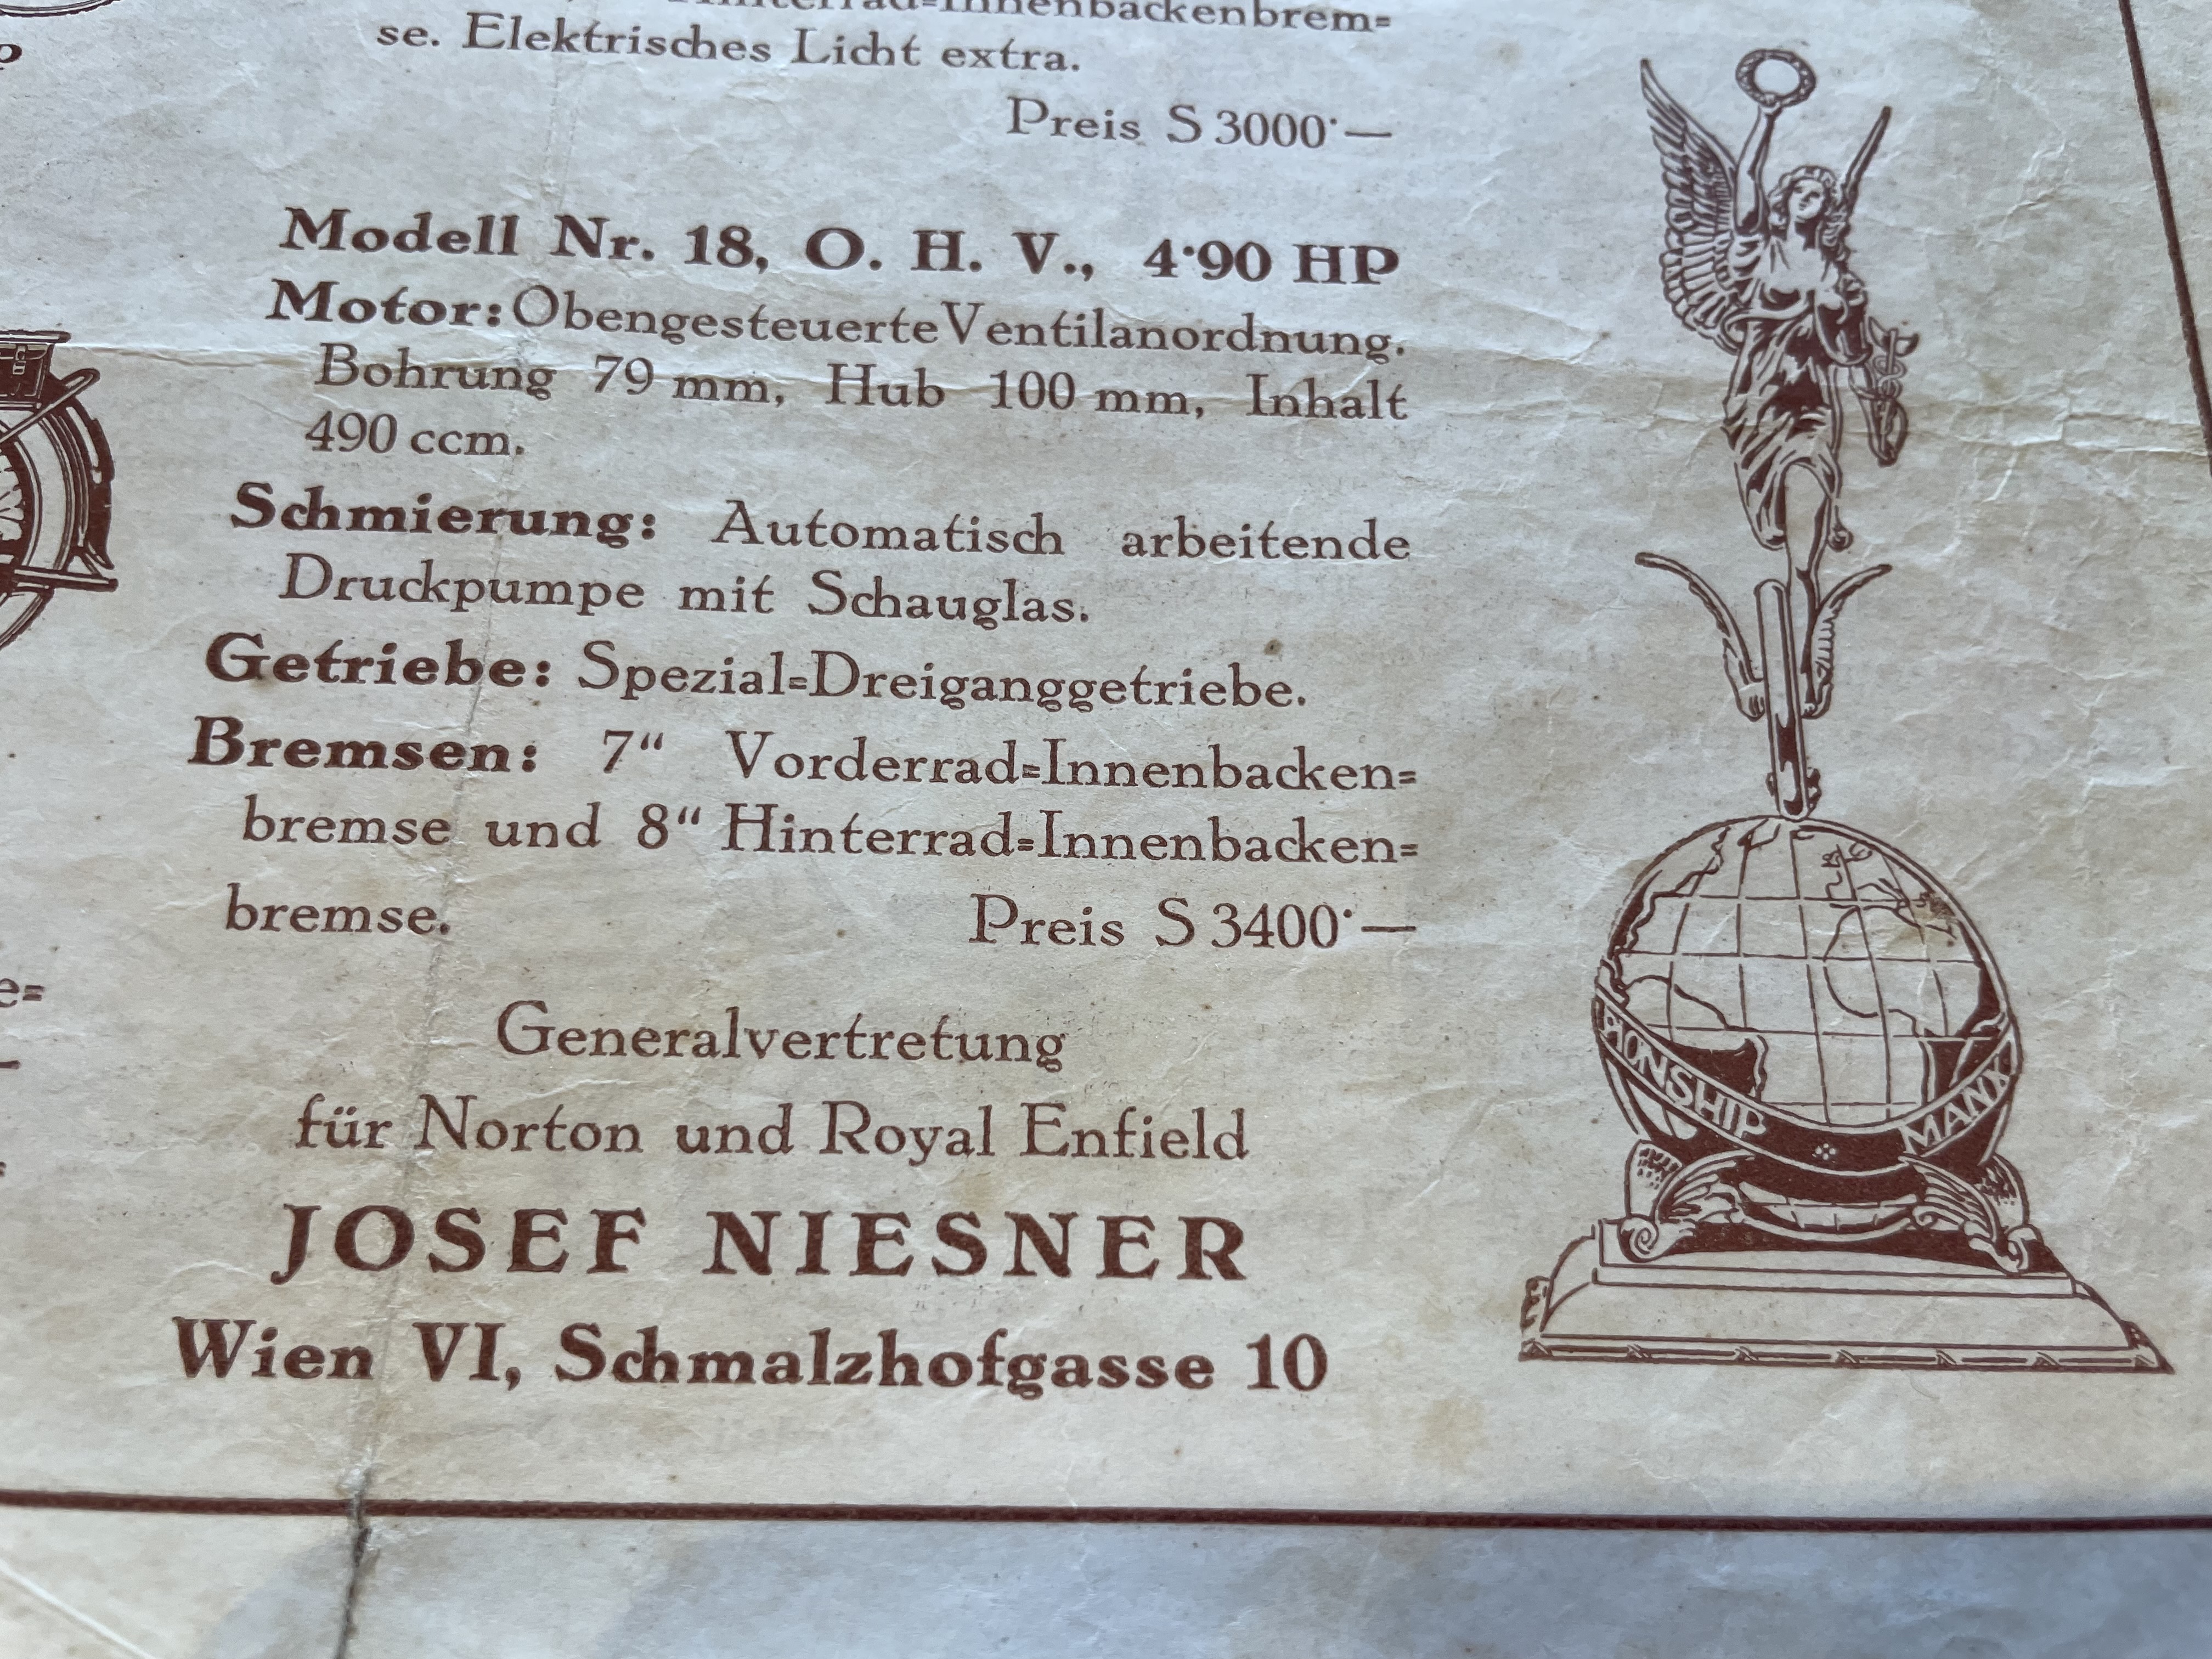 se. Elektrisches Licht extra.
Preis S 3000·—
Modell Nr. 18, O. H. V., 4·90 HP
Motor: Obengesteuerte Ventilanordnung.
Bohrung 79 mm, Hub 100 mm, Inhalt
490 ccm.
Schmierung: Automatisch arbeitende
Druckpumpe mit Schauglas.
Getriebe: Spezial=Dreiganggetriebe.
Bremsen: 7“ Vorderrad=Innenbacken=
bremse und 8“ Hinterrad=Innenbacken=
bremse. Preis S 3400·—
Generalvertretung
für Norton und Royal Enfield
JOSEF NIESNER
Wien VI, Schmalzhofgasse 10
PIONSHIP MANX